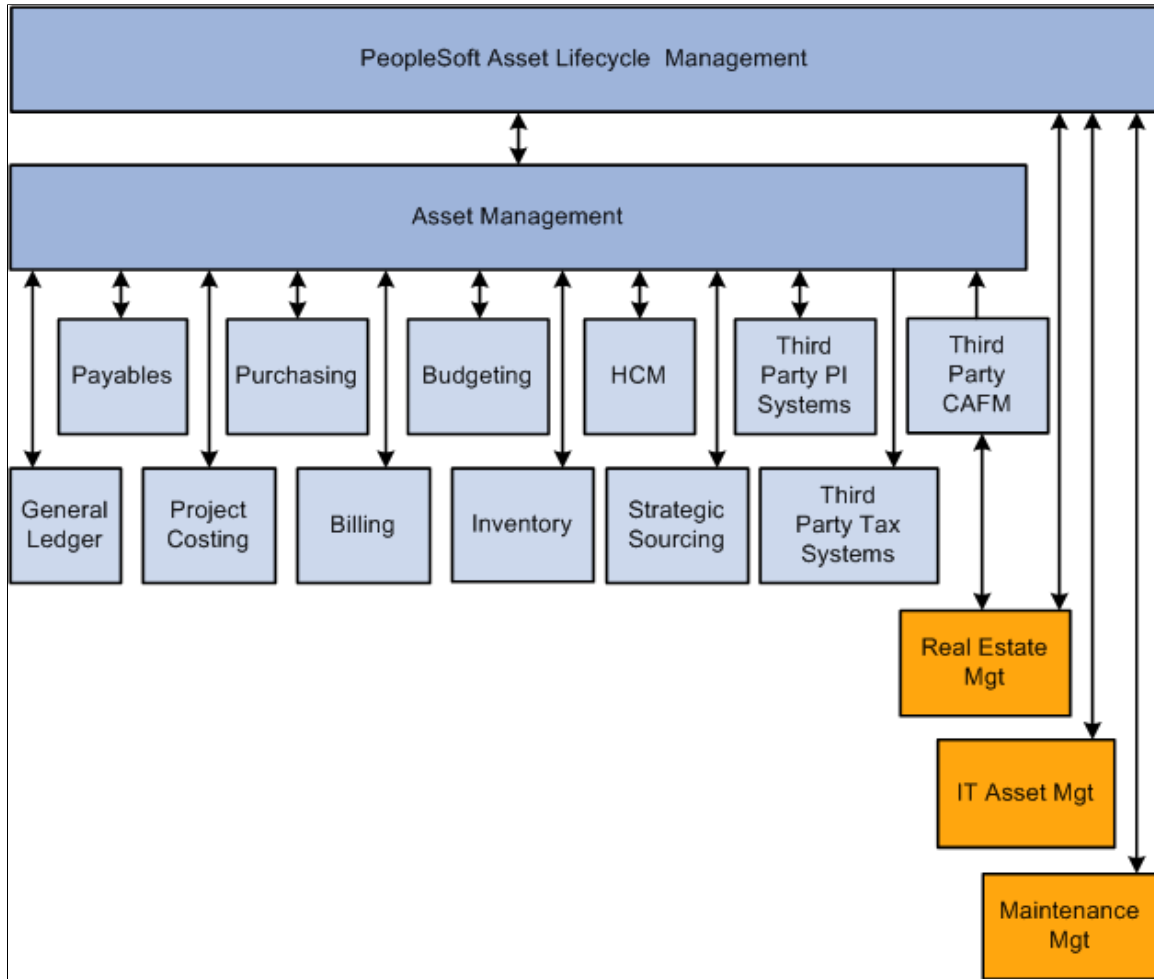 PeopleSoft Asset Lifecycle Management
Asset Management
Payables
Purchasing
Budgeting
HCM
Third
Party PI
Systems
Third
Party
CAFM
General
Ledger
Project
Costing
Billing
Inventory
Strategic
Sourcing
Third
Party Tax
Systems
Real Estate
Mgt
IT Asset Mgt
Maintenance
Mgt